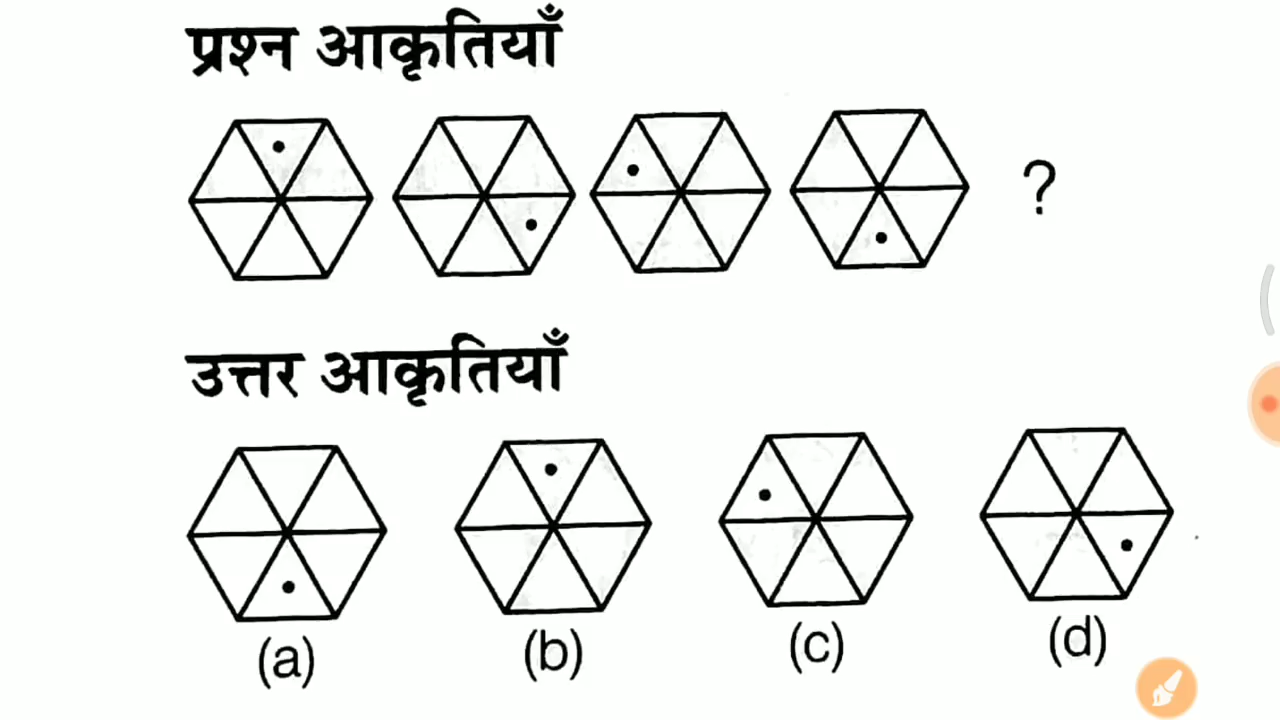 प्रश्न आकृतियाँ
?
उत्तर आकृतियाँ
(a) (b) (c) (d)